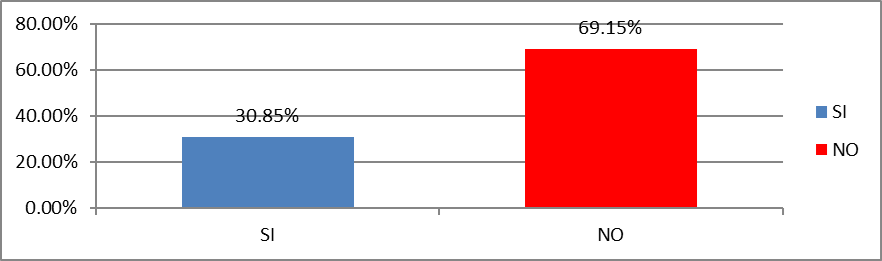 80.00%
60.00%
40.00%
20.00%
0.00%
30.85%
69.15%
SI
NO
SI
NO